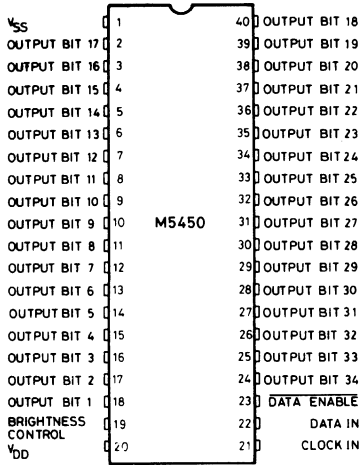 VSS 1 40 OUTPUT BIT 18
OUTPUT BIT 17 2 39 OUTPUT BIT 19
OUTPUT BIT 16 3 38 OUTPUT BIT 20
OUTPUT BIT 15 4 37 OUTPUT BIT 21
OUTPUT BIT 14 5 36 OUTPUT BIT 22
OUTPUT BIT 13 6 35 OUTPUT BIT 23
OUTPUT BIT 12 7 34 OUTPUT BIT 24
OUTPUT BIT 11 8 33 OUTPUT BIT 25
OUTPUT BIT 10 9 32 OUTPUT BIT 26
OUTPUT BIT 9 10 M5450 31 OUTPUT BIT 27
OUTPUT BIT 8 11 30 OUTPUT BIT 28
OUTPUT BIT 7 12 29 OUTPUT BIT 29
OUTPUT BIT 6 13 28 OUTPUT BIT 30
OUTPUT BIT 5 14 27 OUTPUT BIT 31
OUTPUT BIT 4 15 26 OUTPUT BIT 32
OUTPUT BIT 3 16 25 OUTPUT BIT 33
OUTPUT BIT 2 17 24 OUTPUT BIT 34
OUTPUT BIT 1 18 23 DATA ENABLE
BRIGHTNESS
CONTROL 19 22 DATA IN
VDD 20 21 CLOCK IN